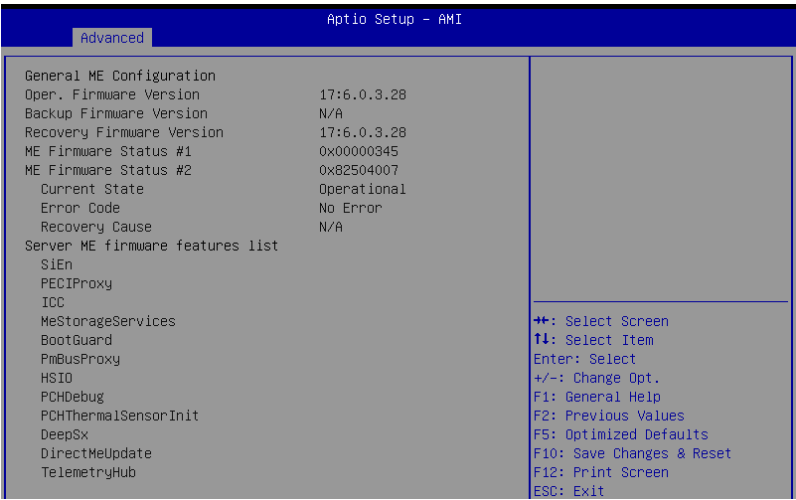 Aptio Setup – AMI
Advanced
General ME Configuration
Oper. Firmware Version 17:6.0.3.28
Backup Firmware Version N/A
Recovery Firmware Version 17:6.0.3.28
ME Firmware Status #1 0x00000345
ME Firmware Status #2 0x82504007
Current State Operational
Error Code No Error
Recovery Cause N/A
Server ME firmware features list
SiEn
PECIProxy
ICC
MeStorageServices
BootGuard
PmBusProxy
HSIO
PCHDebug
PCHThermalSensorInit
DeepSx
DirectMeUpdate
TelemetryHub
→←: Select Screen
↑↓: Select Item
Enter: Select
+/-: Change Opt.
F1: General Help
F2: Previous Values
F5: Optimized Defaults
F10: Save Changes & Reset
F12: Print Screen
ESC: Exit